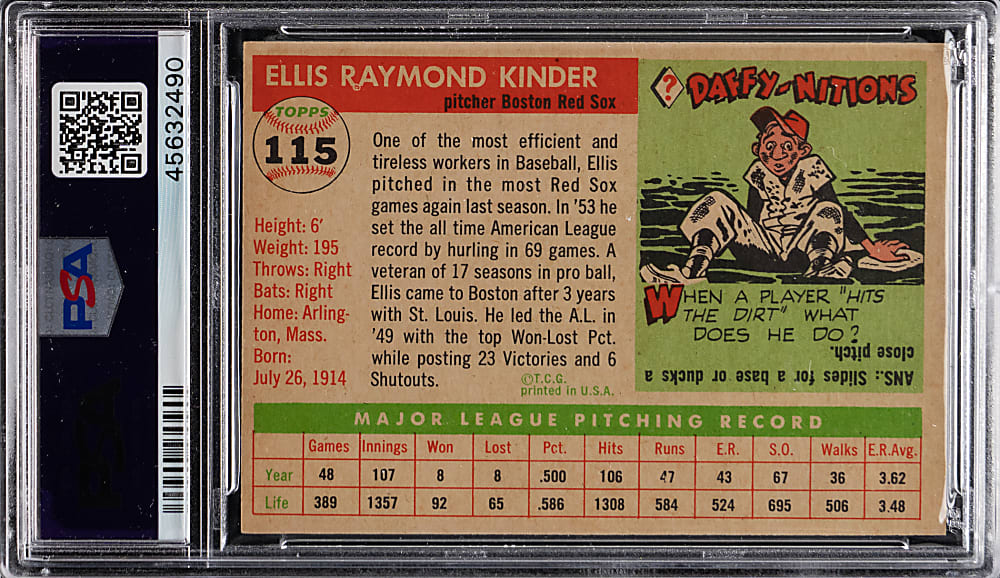 45632490
PSA
ELLIS RAYMOND KINDER
pitcher Boston Red Sox
TOPPS
115
Height: 6'
Weight: 195
Throws: Right
Bats: Right
Home: Arling-
ton, Mass.
Born:
July 26, 1914
One of the most efficient and
tireless workers in Baseball, Ellis
pitched in the most Red Sox
games again last season. In '53 he
set the all time American League
record by hurling in 69 games. A
veteran of 17 seasons in pro ball,
Ellis came to Boston after 3 years
with St. Louis. He led the A.L. in
'49 with the top Won-Lost Pct.
while posting 23 Victories and 6
Shutouts.
©T.C.G.
printed in U.S.A.
? DAFFY-NITIONS
WHEN A PLAYER "HITS
THE DIRT" WHAT
DOES HE DO?
ANS.: Slides for a base or ducks a
close pitch.
MAJOR LEAGUE PITCHING RECORD
Games Innings Won Lost Pct. Hits Runs E.R. S.O. Walks E.R.Avg.
Year 48 107 8 8 .500 106 47 43 67 36 3.62
Life 389 1357 92 65 .586 1308 584 524 695 506 3.48